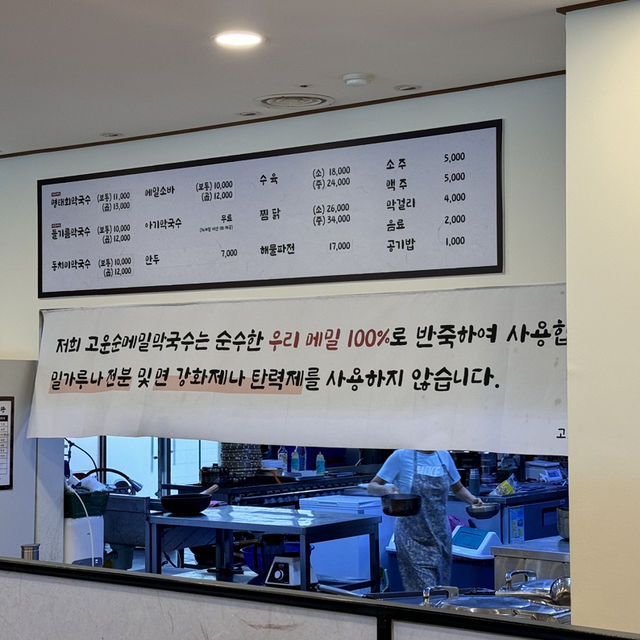 명태회막국수 (보통) 11,000
(곱) 13,000
들기름막국수 (보통) 10,000
(곱) 12,000
동치미막국수 (보통) 10,000
(곱) 12,000
메밀소바 (보통) 10,000
(곱) 12,000
아기막국수 무료
만두 7,000
수육 (소) 18,000
(중) 24,000
찜닭 (소) 26,000
(중) 34,000
해물파전 17,000
소주 5,000
맥주 5,000
막걸리 4,000
음료 2,000
공기밥 1,000
저희 고운순메밀막국수는 순수한 우리 메밀 100%로 반죽하여 사용합
밀가루나 전분 및 면 강화제나 탄력제를 사용하지 않습니다.
고